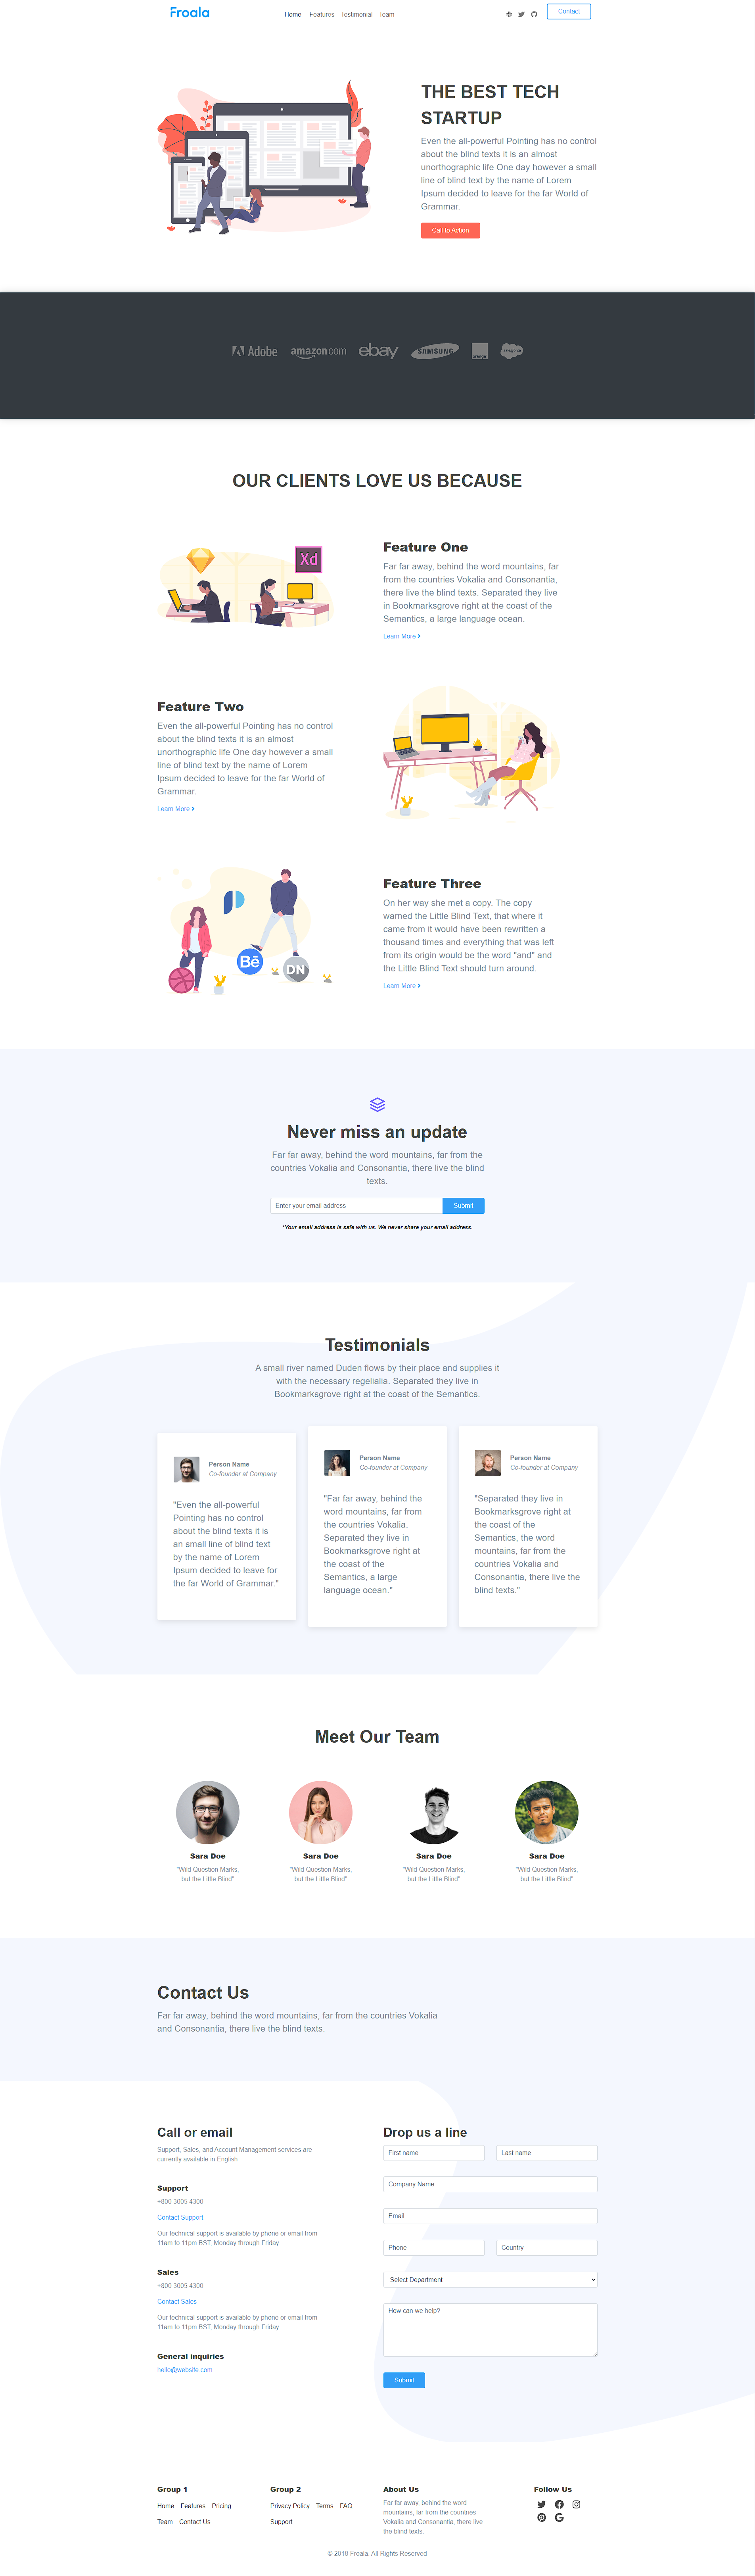 Froala
Home Features Testimonial Team
Contact
THE BEST TECH
STARTUP
Even the all-powerful Pointing has no control
about the blind texts it is an almost
unorthographic life One day however a small
line of blind text by the name of Lorem
Ipsum decided to leave for the far World of
Grammar.
Call to Action
Adobe amazon.com ebay SAMSUNG
OUR CLIENTS LOVE US BECAUSE
Xd
Feature One
Far far away, behind the word mountains, far
from the countries Vokalia and Consonantia,
there live the blind texts. Separated they live
in Bookmarksgrove right at the coast of the
Semantics, a large language ocean.
Learn More
Feature Two
Even the all-powerful Pointing has no control
about the blind texts it is an almost
unorthographic life One day however a small
line of blind text by the name of Lorem
Ipsum decided to leave for the far World of
Grammar.
Learn More
Bē
DN
Feature Three
On her way she met a copy. The copy
warned the Little Blind Text, that where it
came from it would have been rewritten a
thousand times and everything that was left
from its origin would be the word "and" and
the Little Blind Text should turn around.
Learn More
Never miss an update
Far far away, behind the word mountains, far from the
countries Vokalia and Consonantia, there live the blind
texts.
Enter your email address Submit
*Your email address is safe with us. We never share your email address.
Testimonials
A small river named Duden flows by their place and supplies it
with the necessary regelialia. Separated they live in
Bookmarksgrove right at the coast of the Semantics.
Person Name
Co-founder at Company
"Even the all-powerful
Pointing has no control
about the blind texts it is
an small line of blind text
by the name of Lorem
Ipsum decided to leave for
the far World of Grammar."
Person Name
Co-founder at Company
"Far far away, behind the
word mountains, far from
the countries Vokalia.
Separated they live in
Bookmarksgrove right at
the coast of the
Semantics, a large
language ocean."
Person Name
Co-founder at Company
"Separated they live in
Bookmarksgrove right at
the coast of the
Semantics, the word
mountains, far from the
countries Vokalia and
Consonantia, there live the
blind texts."
Meet Our Team
Sara Doe
"Wild Question Marks,
but the Little Blind"
Sara Doe
"Wild Question Marks,
but the Little Blind"
Sara Doe
"Wild Question Marks,
but the Little Blind"
Sara Doe
"Wild Question Marks,
but the Little Blind"
Contact Us
Far far away, behind the word mountains, far from the countries Vokalia
and Consonantia, there live the blind texts.
Call or email
Support, Sales, and Account Management services are
currently available in English
Support
+800 3005 4300
Contact Support
Our technical support is available by phone or email from
11am to 11pm BST, Monday through Friday
Sales
+800 3005 4300
Contact Sales
Our technical support is available by phone or email from
11am to 11pm BST, Monday through Friday
General inquiries
hello@website.com
Drop us a line
First name Last name
Company Name
Email
Phone Country
Select Department
How can we help?
Submit
Group 1
Home Features Pricing
Team Contact Us
Group 2
Privacy Policy Terms FAQ
Support
About Us
Far far away, behind the word
mountains, far from the countries
Vokalia and Consonantia, there live
the blind texts.
Follow Us
© 2018 Froala. All Rights Reserved